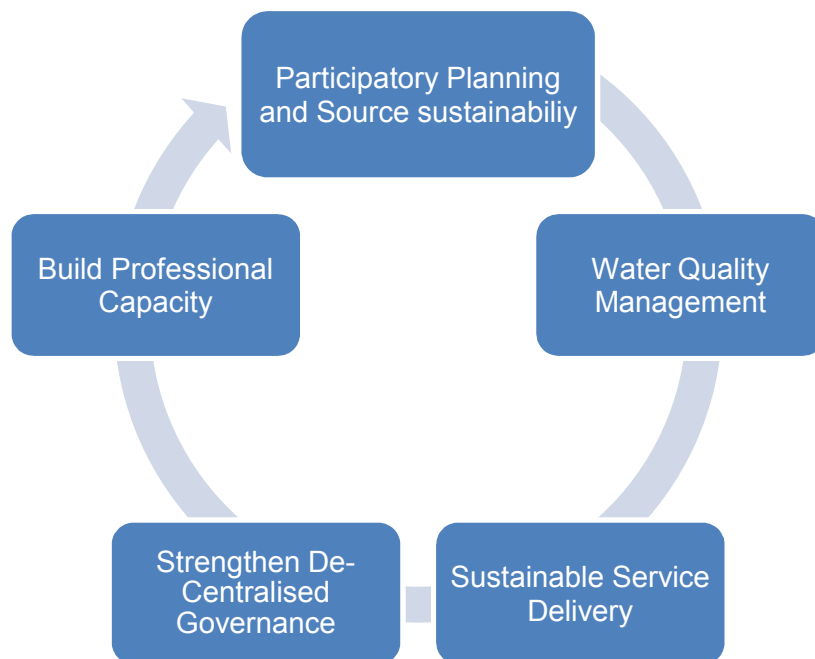 Participatory Planning
and Source sustainabiliy
Water Quality
Management
Sustainable Service
Delivery
Strengthen De-
Centralised
Governance
Build Professional
Capacity